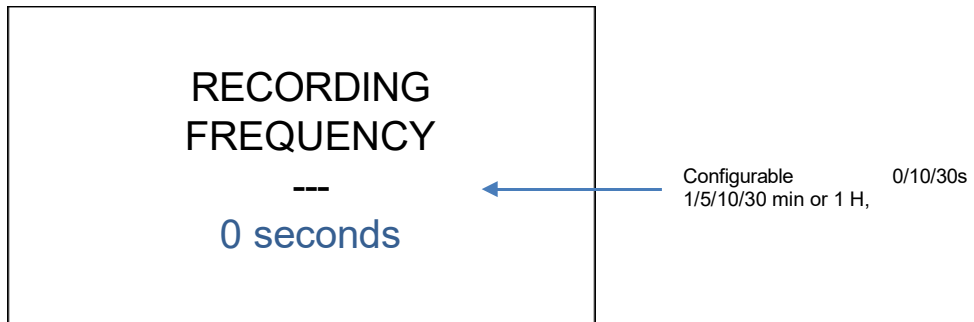 RECORDING
FREQUENCY
---
0 seconds
Configurable 0/10/30s
1/5/10/30 min or 1 H,